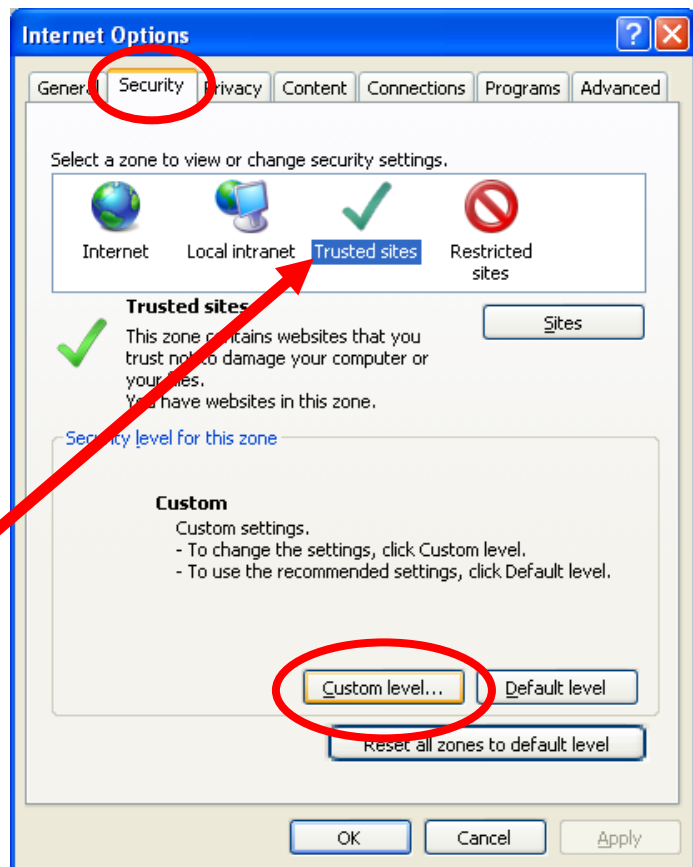 Internet Options
General Security Privacy Content Connections Programs Advanced
Select a zone to view or change security settings.
Internet Local intranet Trusted sites Restricted
sites
Trusted sites
Sites
This zone contains websites that you
trust not to damage your computer or
your files.
You have websites in this zone.
Security level for this zone
Custom
Custom settings.
- To change the settings, click Custom level.
- To use the recommended settings, click Default level.
Custom level... Default level
Reset all zones to default level
OK Cancel Apply